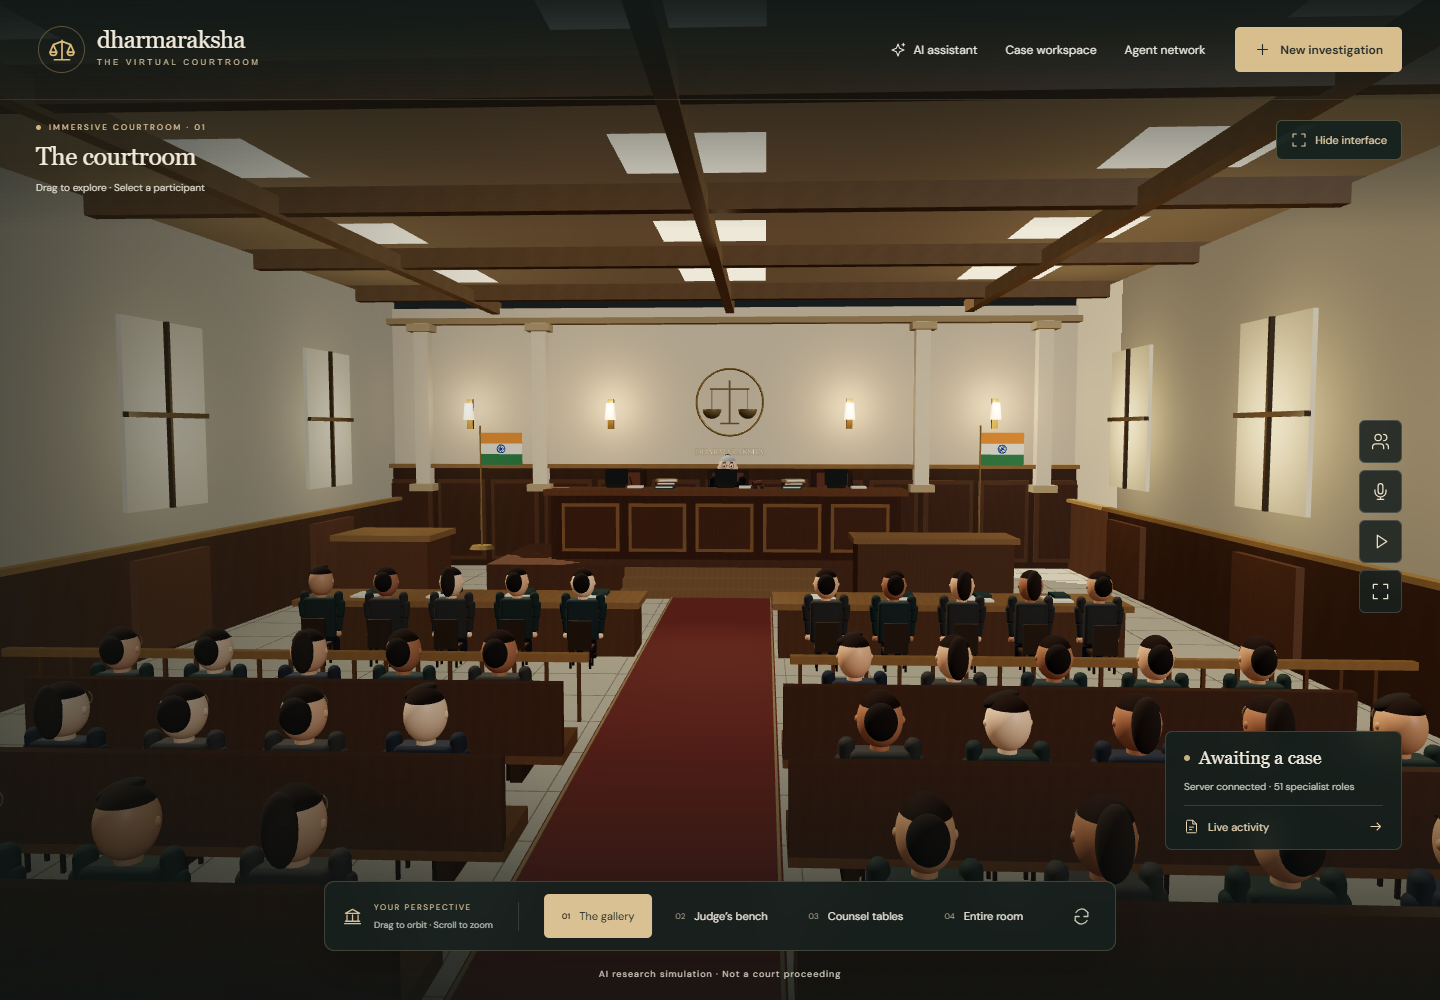 dharmaraksha
THE VIRTUAL COURTROOM
AI assistant
Case workspace
Agent network
New investigation
IMMERSIVE COURTROOM · 01
The courtroom
Drag to explore · Select a participant
Hide interface
Awaiting a case
Server connected · 51 specialist roles
Live activity
YOUR PERSPECTIVE
Drag to orbit · Scroll to zoom
01 The gallery
02 Judge’s bench
03 Counsel tables
04 Entire room
AI research simulation · Not a court proceeding